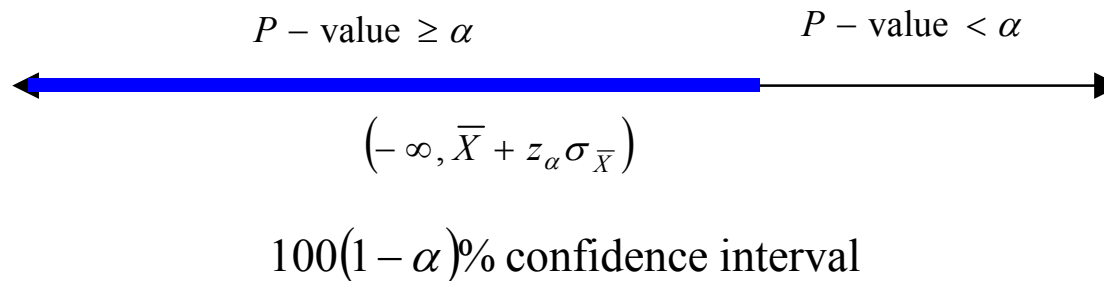 P – value ≥ α
P – value < α
(– ∞, X̅ + z_α σ_X̅)
100(1 – α)% confidence interval